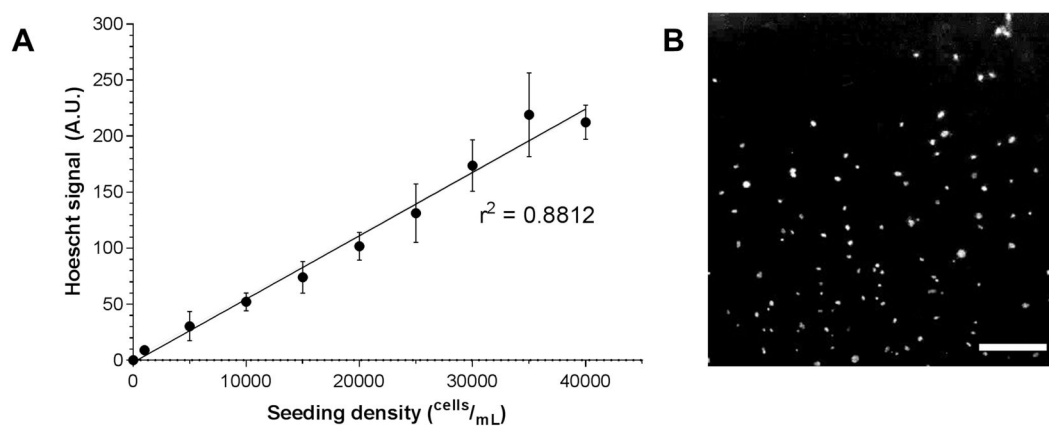 A
B
Hoescht signal (A.U.)
300
250
200
150
100
50
0
r² = 0.8812
0 10000 20000 30000 40000
Seeding density (cells/mL)